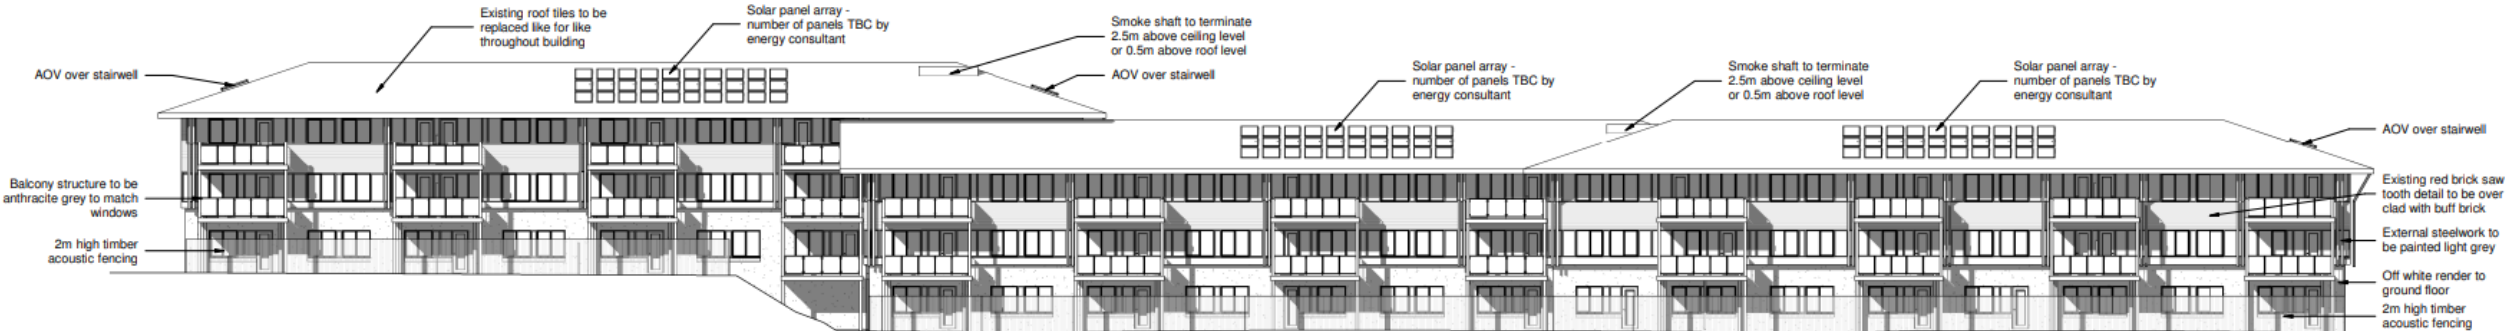 Existing roof tiles to be
replaced like for like
throughout building
Solar panel array -
number of panels TBC by
energy consultant
Smoke shaft to terminate
2.5m above ceiling level
or 0.5m above roof level
AOV over stairwell
AOV over stairwell
Solar panel array -
number of panels TBC by
energy consultant
Smoke shaft to terminate
2.5m above ceiling level
or 0.5m above roof level
Solar panel array -
number of panels TBC by
energy consultant
AOV over stairwell
Balcony structure to be
anthracite grey to match
windows
2m high timber
acoustic fencing
Existing red brick saw
tooth detail to be over
clad with buff brick
External steelwork to
be painted light grey
Off white render to
ground floor
2m high timber
acoustic fencing